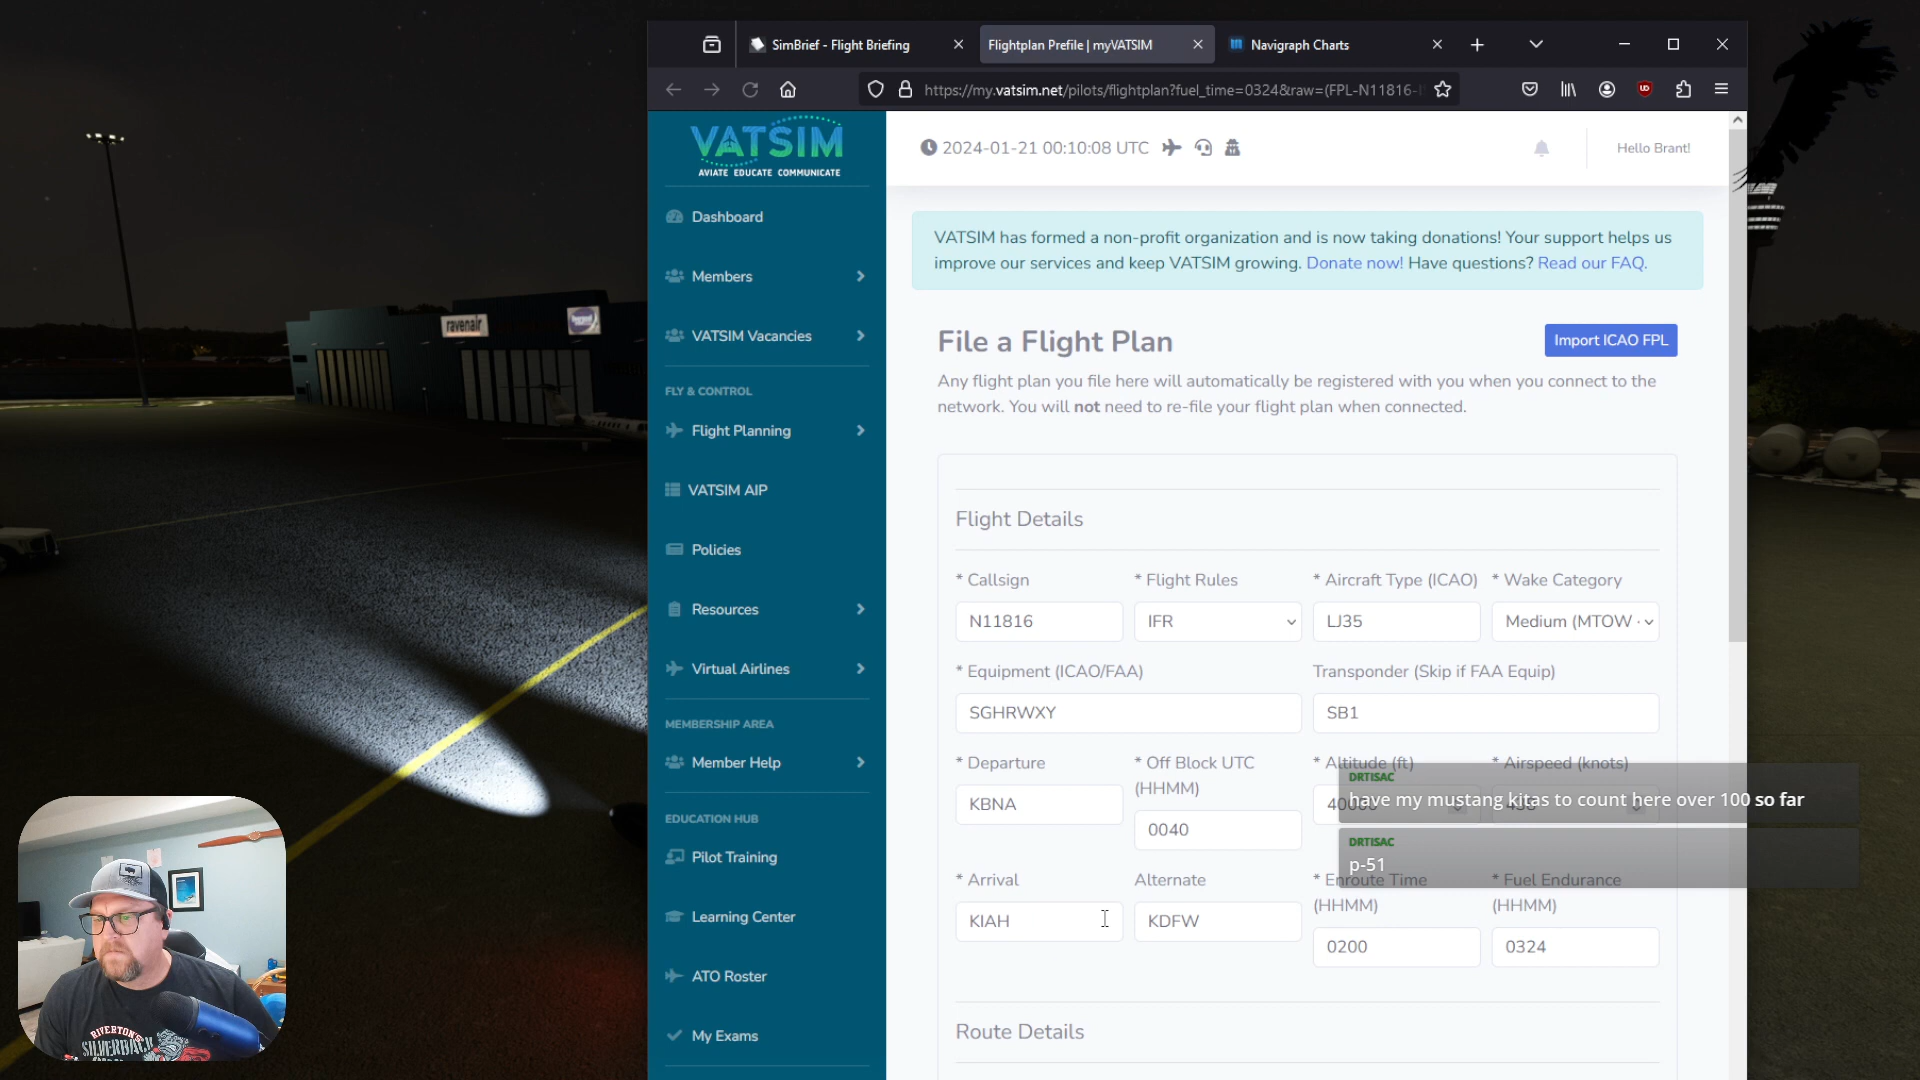 SimBrief - Flight Briefing
Flightplan Prefile | myVATSIM
Navigraph Charts
https://my.vatsim.net/pilots/flightplan?fuel_time=0324&raw=(FPL-N11816-I
VATSIM
AVIATE EDUCATE COMMUNICATE
2024-01-21 00:10:08 UTC
Hello Brant!
Dashboard
Members
VATSIM Vacancies
FLY & CONTROL
Flight Planning
VATSIM AIP
Policies
Resources
Virtual Airlines
MEMBERSHIP AREA
Member Help
EDUCATION HUB
Pilot Training
Learning Center
ATO Roster
My Exams
VATSIM has formed a non-profit organization and is now taking donations! Your support helps us
improve our services and keep VATSIM growing. Donate now! Have questions? Read our FAQ.
File a Flight Plan
Import ICAO FPL
Any flight plan you file here will automatically be registered with you when you connect to the
network. You will not need to re-file your flight plan when connected.
Flight Details
* Callsign
* Flight Rules
* Aircraft Type (ICAO)
* Wake Category
N11816
IFR
LJ35
Medium (MTOW
* Equipment (ICAO/FAA)
Transponder (Skip if FAA Equip)
SGHRWXY
SB1
* Departure
* Off Block UTC
(HHMM)
* Altitude (ft)
* Airspeed (knots)
KBNA
0040
DRTISAC
have my mustang kitas to count here over 100 so far
DRTISAC
p-51
* Arrival
Alternate
* Enroute Time
(HHMM)
* Fuel Endurance
(HHMM)
KIAH
KDFW
0200
0324
Route Details
ravenair
RIVERTON'S
SILVERBACK